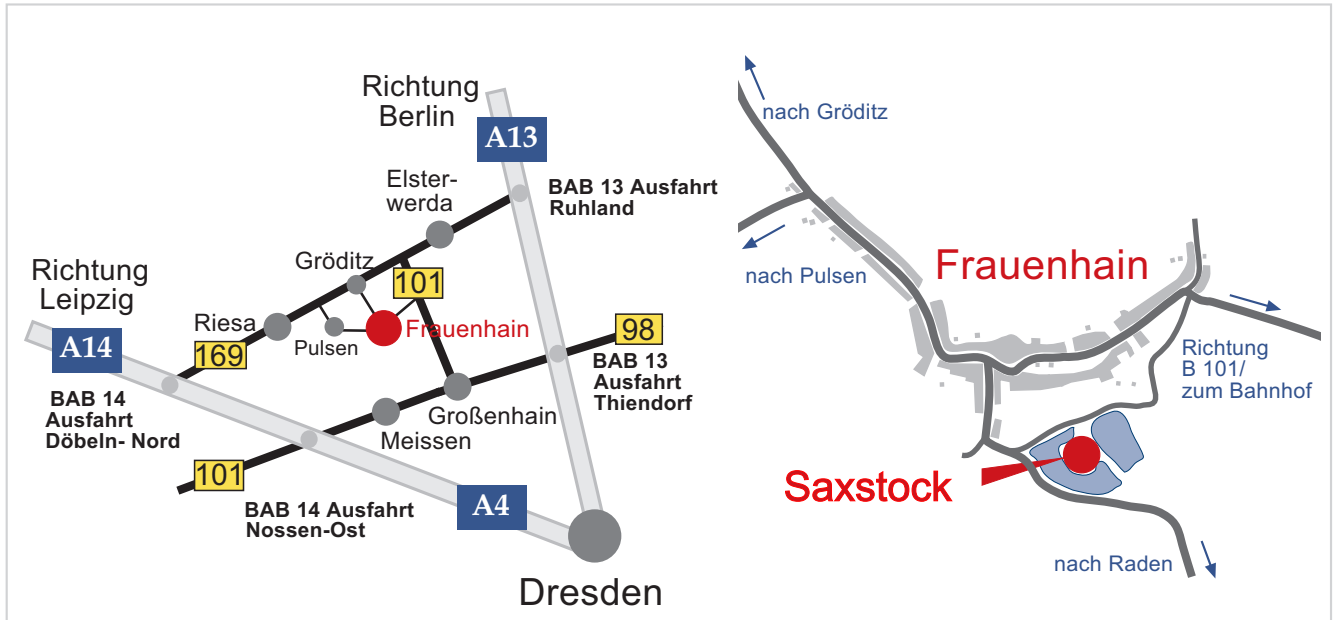 Richtung
Berlin
A13
Elster-
werda
BAB 13 Ausfahrt
Ruhland
Gröditz
101
Richtung
Leipzig
A14
Riesa
169
Pulsen
Frauenhain
98
BAB 13
Ausfahrt
Thiendorf
BAB 14
Ausfahrt
Döbeln- Nord
Großenhain
Meissen
101
BAB 14 Ausfahrt
Nossen-Ost
A4
Dresden
nach Gröditz
nach Pulsen
Frauenhain
Richtung
B 101/
zum Bahnhof
Saxstock
nach Raden